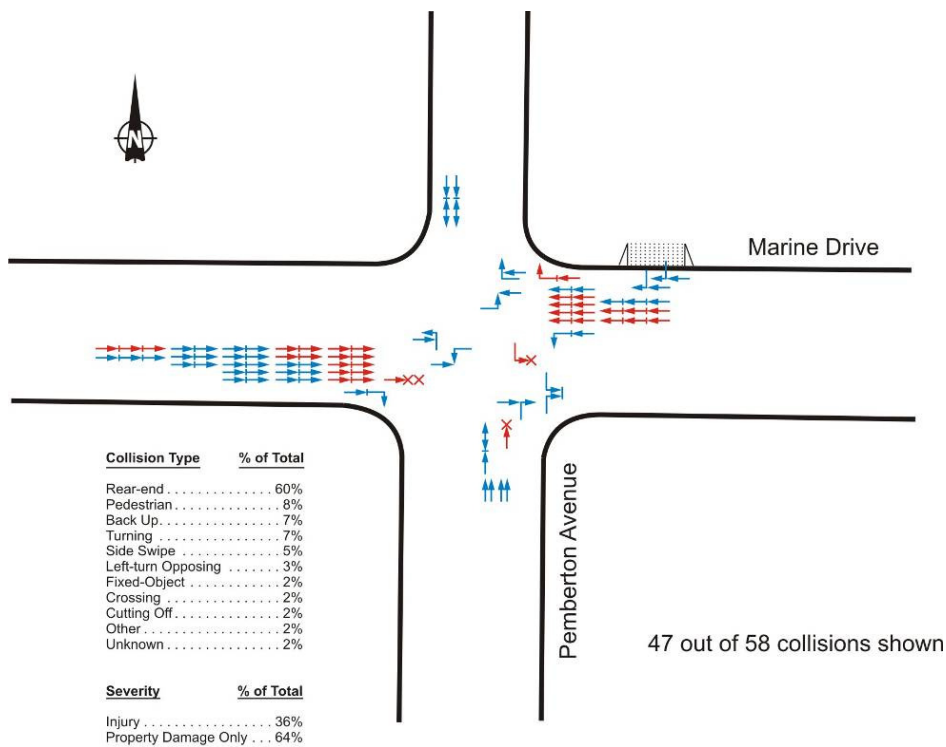 N
Marine Drive
Collision Type % of Total
Rear-end . . . . . . . . . . . . . . . 60%
Pedestrian . . . . . . . . . . . . . . 8%
Back Up . . . . . . . . . . . . . . . . 7%
Turning . . . . . . . . . . . . . . . . . 7%
Side Swipe . . . . . . . . . . . . . 5%
Left-turn Opposing . . . . . . . 3%
Fixed-Object . . . . . . . . . . . . 2%
Crossing . . . . . . . . . . . . . . . 2%
Cutting Off . . . . . . . . . . . . . . 2%
Other . . . . . . . . . . . . . . . . . . 2%
Unknown . . . . . . . . . . . . . . . 2%
Pemberton Avenue
47 out of 58 collisions shown
Severity % of Total
Injury . . . . . . . . . . . . . . . . . . 36%
Property Damage Only . . . 64%